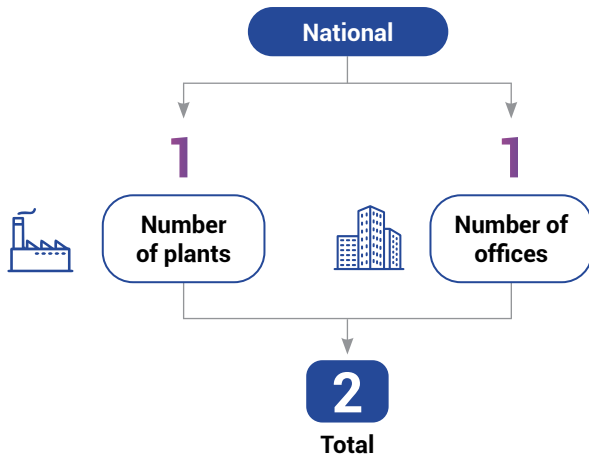 National
1
1
Number
of plants
Number of
offices
2
Total